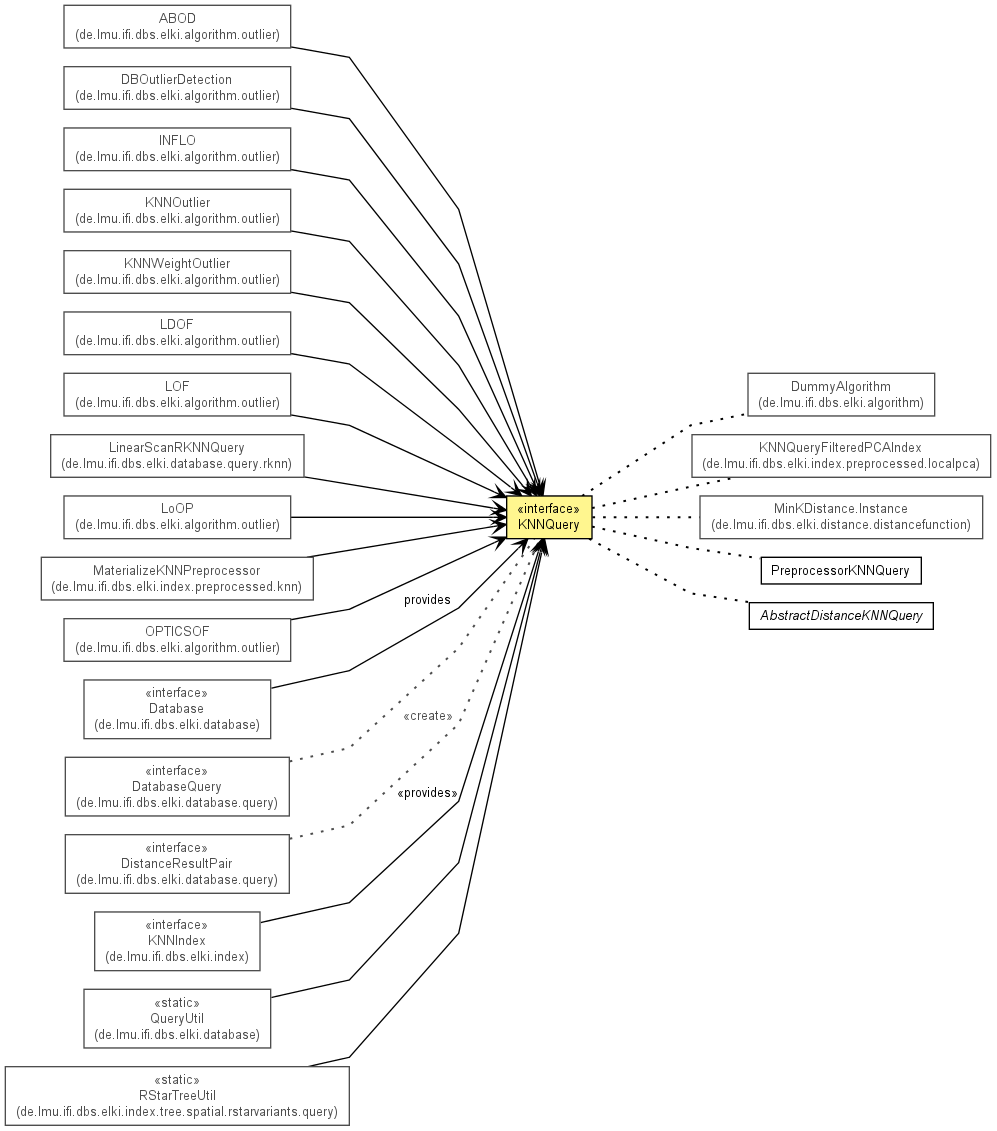 ABOD
(de.lmu.ifi.dbs.elki.algorithm.outlier)
DBOutlierDetection
(de.lmu.ifi.dbs.elki.algorithm.outlier)
INFLO
(de.lmu.ifi.dbs.elki.algorithm.outlier)
KNNOutlier
(de.lmu.ifi.dbs.elki.algorithm.outlier)
KNNWeightOutlier
(de.lmu.ifi.dbs.elki.algorithm.outlier)
LDOF
(de.lmu.ifi.dbs.elki.algorithm.outlier)
LOF
(de.lmu.ifi.dbs.elki.algorithm.outlier)
LinearScanRKNNQuery
(de.lmu.ifi.dbs.elki.database.query.rknn)
LoOP
(de.lmu.ifi.dbs.elki.algorithm.outlier)
MaterializeKNNPreprocessor
(de.lmu.ifi.dbs.elki.index.preprocessed.knn)
OPTICSOF
(de.lmu.ifi.dbs.elki.algorithm.outlier)
«interface»
Database
(de.lmu.ifi.dbs.elki.database)
«interface»
DatabaseQuery
(de.lmu.ifi.dbs.elki.database.query)
«interface»
DistanceResultPair
(de.lmu.ifi.dbs.elki.database.query)
«interface»
KNNIndex
(de.lmu.ifi.dbs.elki.index)
«static»
QueryUtil
(de.lmu.ifi.dbs.elki.database)
«static»
RStarTreeUtil
(de.lmu.ifi.dbs.elki.index.tree.spatial.rstarvariants.query)
provides
«create»
«provides»
«interface»
KNNQuery
DummyAlgorithm
(de.lmu.ifi.dbs.elki.algorithm)
KNNQueryFilteredPCAIndex
(de.lmu.ifi.dbs.elki.index.preprocessed.localpca)
MinKDistance.Instance
(de.lmu.ifi.dbs.elki.distance.distancefunction)
PreprocessorKNNQuery
AbstractDistanceKNNQuery